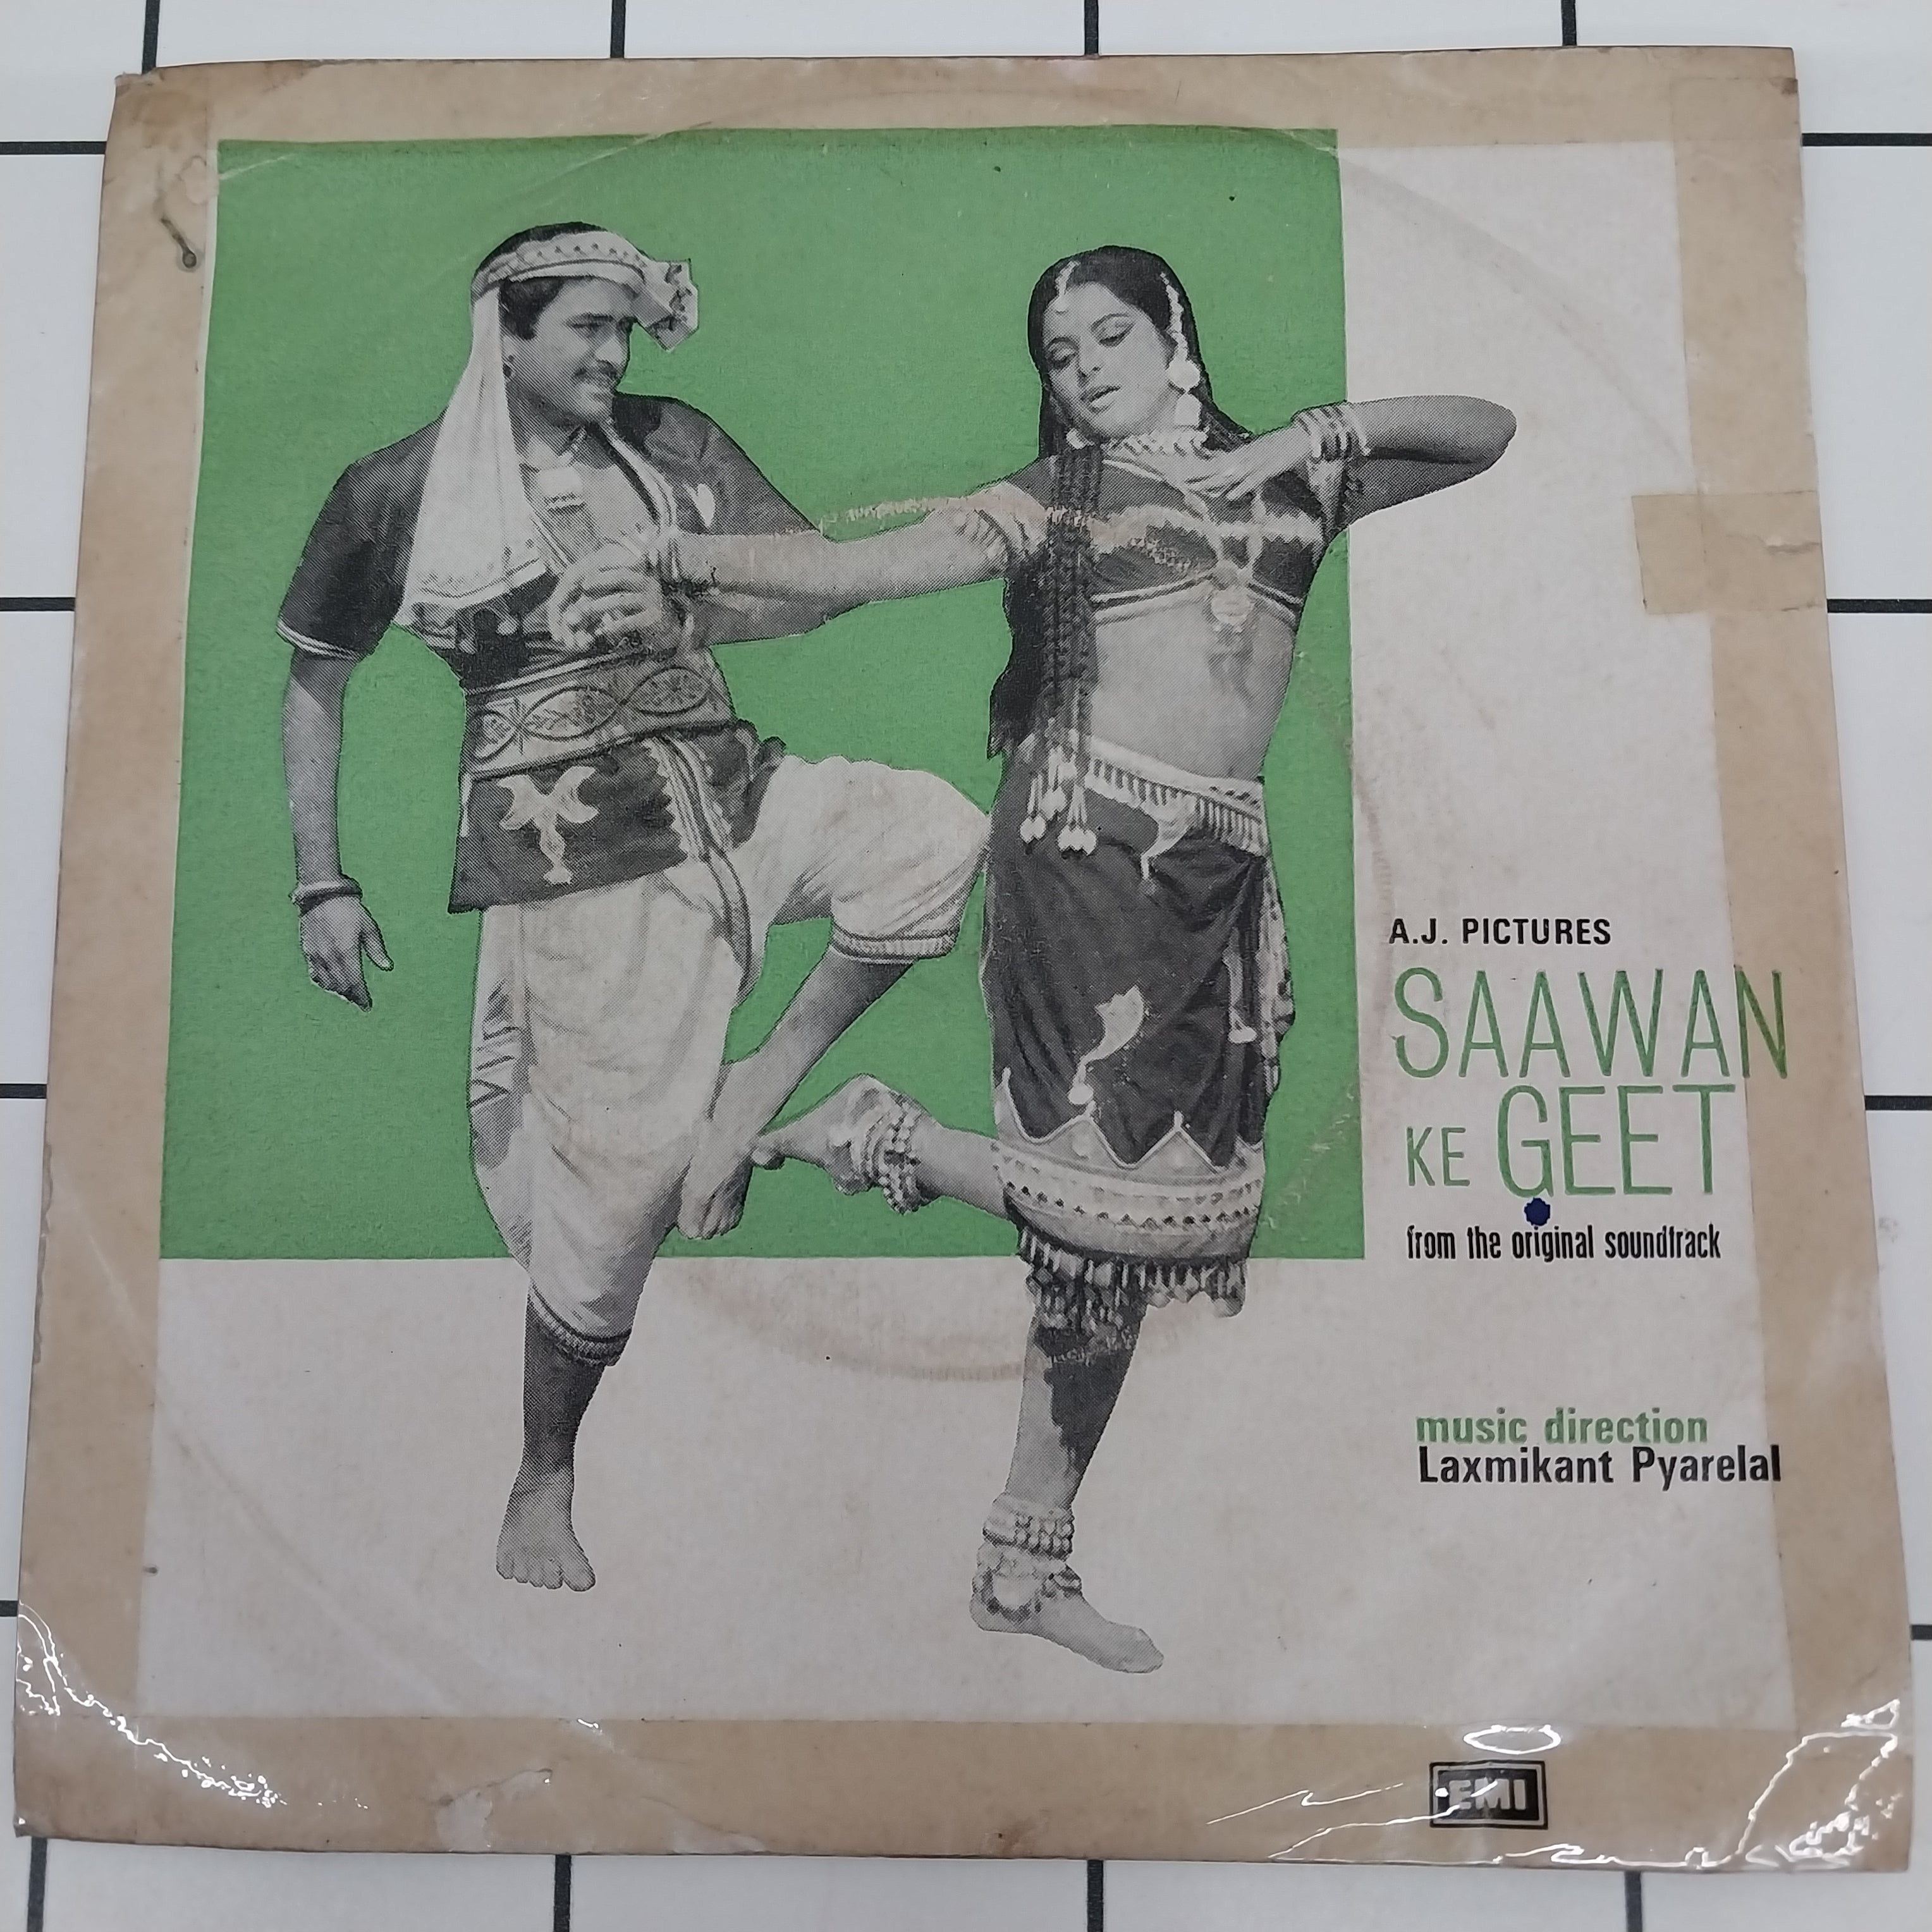 A.J. PICTURES
SAAWAN
KE GEET
from the original soundtrack
music direction
Laxmikant Pyarelal
EMI